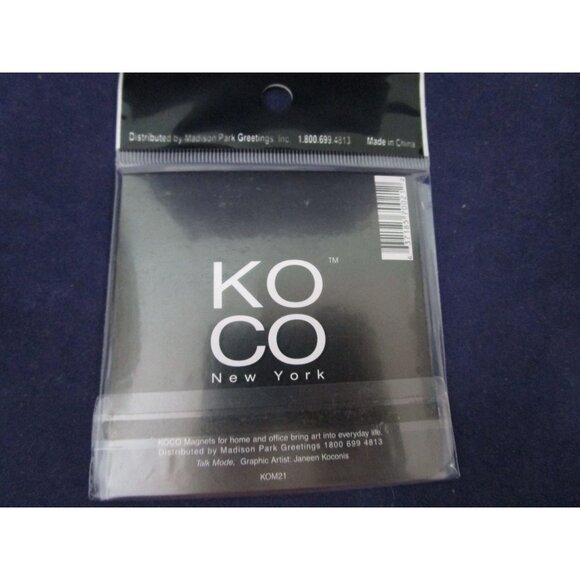 Distributed by Madison Park Greetings, Inc. 1.800.699.4813 Made in China
KO™
CO
New York
KOCO Magnets for home and office bring art into everyday life.
Distributed by Madison Park Greetings 1800 699 4813
Talk Mode, Graphic Artist: Janeen Koconis
KOM21